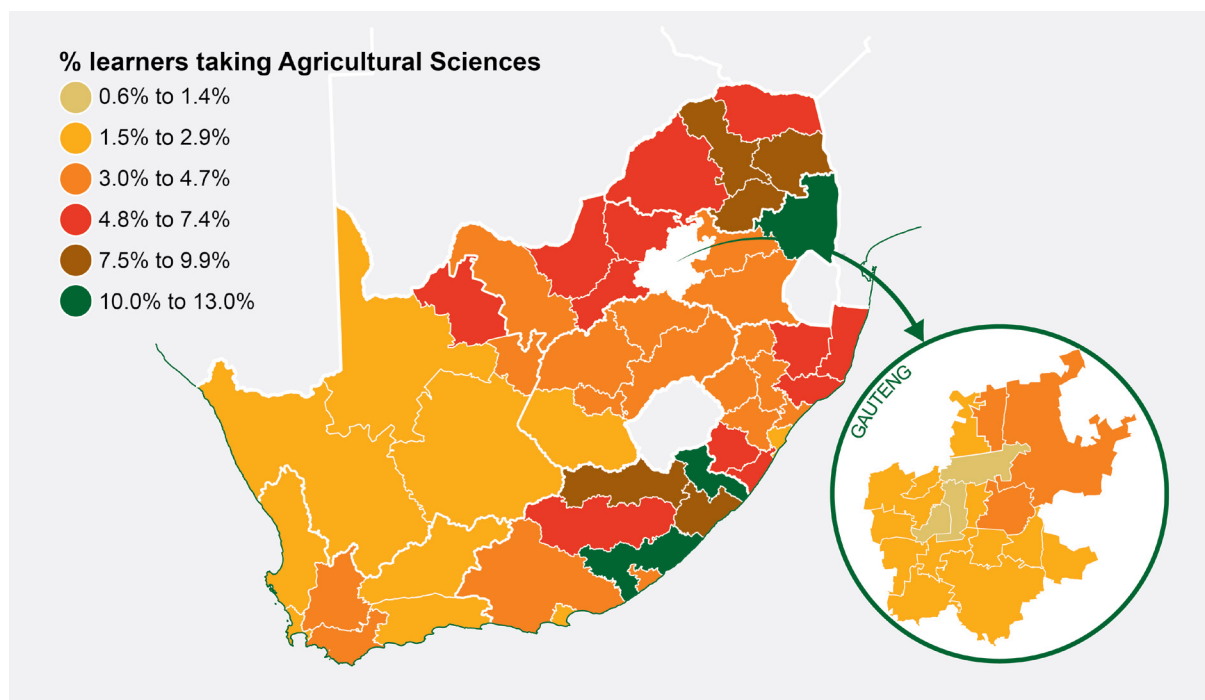 % learners taking Agricultural Sciences
0.6% to 1.4%
1.5% to 2.9%
3.0% to 4.7%
4.8% to 7.4%
7.5% to 9.9%
10.0% to 13.0%
GAUTENG